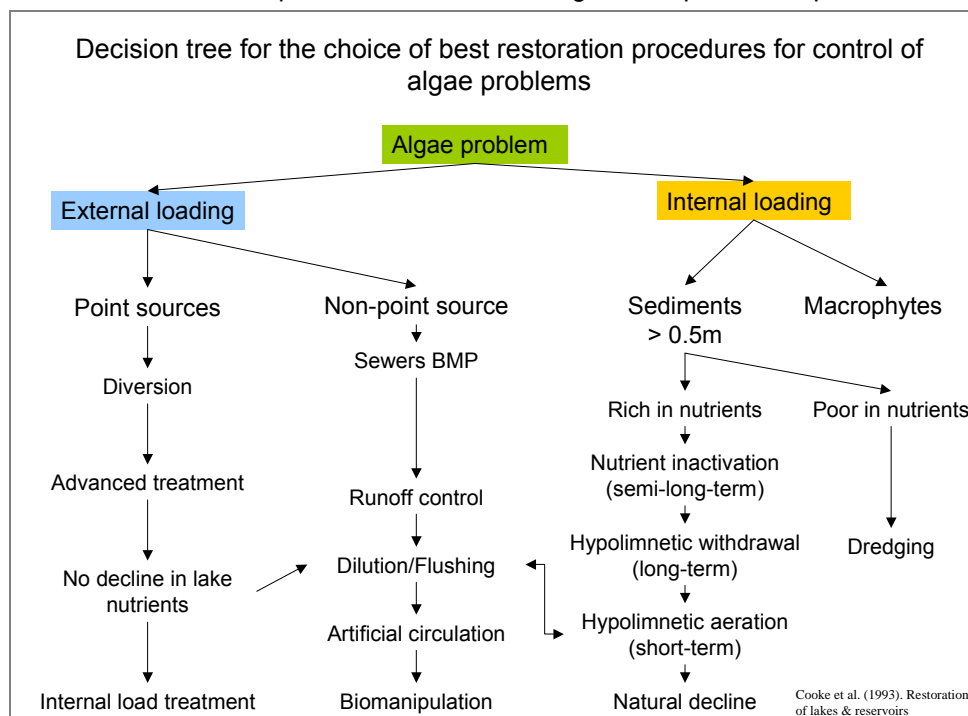 Decision tree for the choice of best restoration procedures for control of
algae problems
Algae problem
External loading
Internal loading
Point sources
Non-point source
Sediments
> 0.5m
Macrophytes
Sewers BMP
Diversion
Rich in nutrients
Poor in nutrients
Nutrient inactivation
(semi-long-term)
Advanced treatment
Runoff control
Hypolimnetic withdrawal
(long-term)
Dredging
No decline in lake
nutrients
Dilution/Flushing
Artificial circulation
Hypolimnetic aeration
(short-term)
Internal load treatment
Biomanipulation
Natural decline
Cooke et al. (1993). Restoration
of lakes & reservoirs